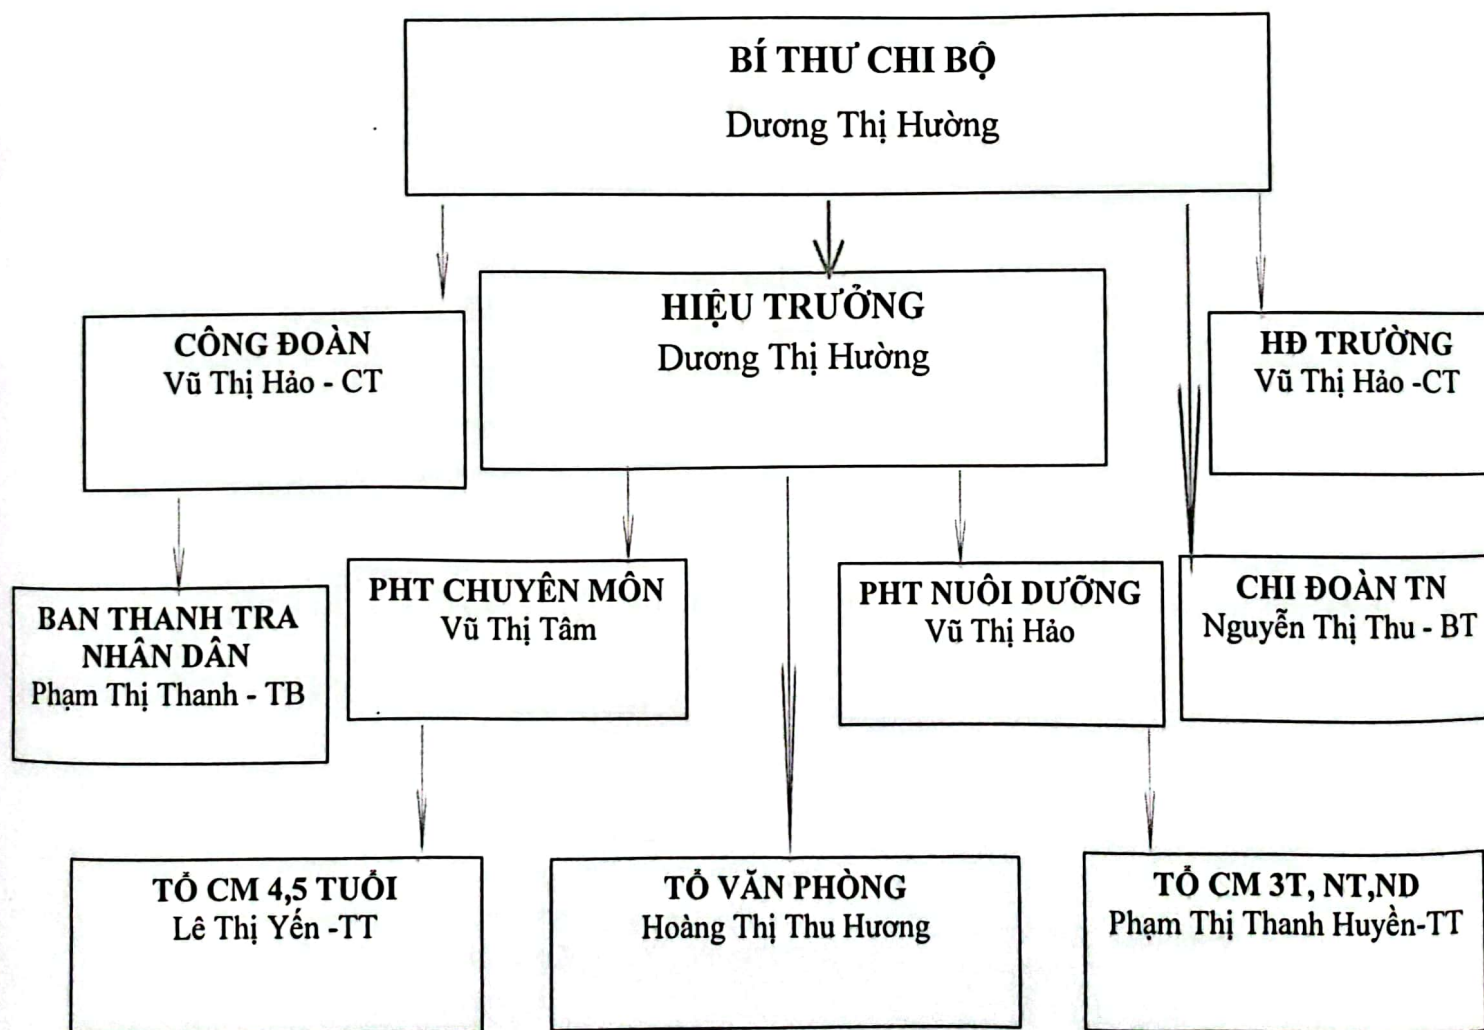 BÍ THƯ CHI BỘ
Dương Thị Hường
HIỆU TRƯỞNG
Dương Thị Hường
CÔNG ĐOÀN
Vũ Thị Hảo - CT
HĐ TRƯỜNG
Vũ Thị Hảo -CT
BAN THANH TRA
NHÂN DÂN
Phạm Thị Thanh - TB
PHT CHUYÊN MÔN
Vũ Thị Tâm
PHT NUÔI DƯỠNG
Vũ Thị Hảo
CHI ĐOÀN TN
Nguyễn Thị Thu - BT
TỔ CM 4,5 TUỔI
Lê Thị Yến -TT
TỔ VĂN PHÒNG
Hoàng Thị Thu Hương
TỔ CM 3T, NT,ND
Phạm Thị Thanh Huyền-TT